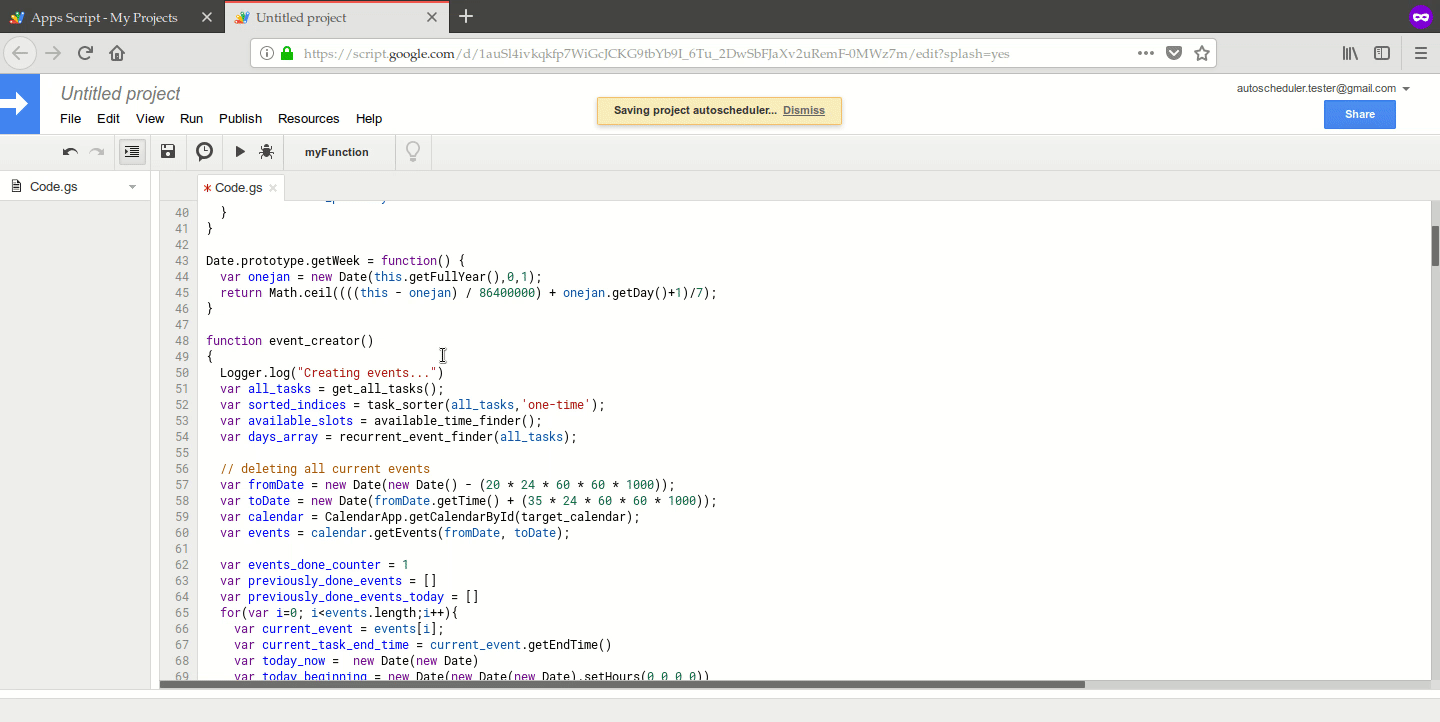 Apps Script - My Projects
Untitled project
https://script.google.com/d/1auSl4ivkqkfp7WiGcJCKG9tbYb9I_6Tu_2DwSbFJaXv2uRemF-0MWz7m/edit?splash=yes
Untitled project
Saving project autoscheduler... Dismiss
autoscheduler.tester@gmail.com
Share
File Edit View Run Publish Resources Help
myFunction
Code.gs
* Code.gs
40 }
41 }
42
43 Date.prototype.getWeek = function() {
44 var onejan = new Date(this.getFullYear(),0,1);
45 return Math.ceil((((this - onejan) / 86400000) + onejan.getDay()+1)/7);
46 }
47
48 function event_creator()
49 {
50 Logger.log("Creating events...")
51 var all_tasks = get_all_tasks();
52 var sorted_indices = task_sorter(all_tasks,'one-time');
53 var available_slots = available_time_finder();
54 var days_array = recurrent_event_finder(all_tasks);
55
56 // deleting all current events
57 var fromDate = new Date(new Date() - (20 * 24 * 60 * 60 * 1000));
58 var toDate = new Date(fromDate.getTime() + (35 * 24 * 60 * 60 * 1000));
59 var calendar = CalendarApp.getCalendarById(target_calendar);
60 var events = calendar.getEvents(fromDate, toDate);
61
62 var events_done_counter = 1
63 var previously_done_events = []
64 var previously_done_events_today = []
65 for(var i=0; i<events.length;i++){
66 var current_event = events[i];
67 var current_task_end_time = current_event.getEndTime()
68 var today_now =  new Date(new Date)
69 var today_beginning = new Date(new Date(new Date).setHours(0,0,0,0))